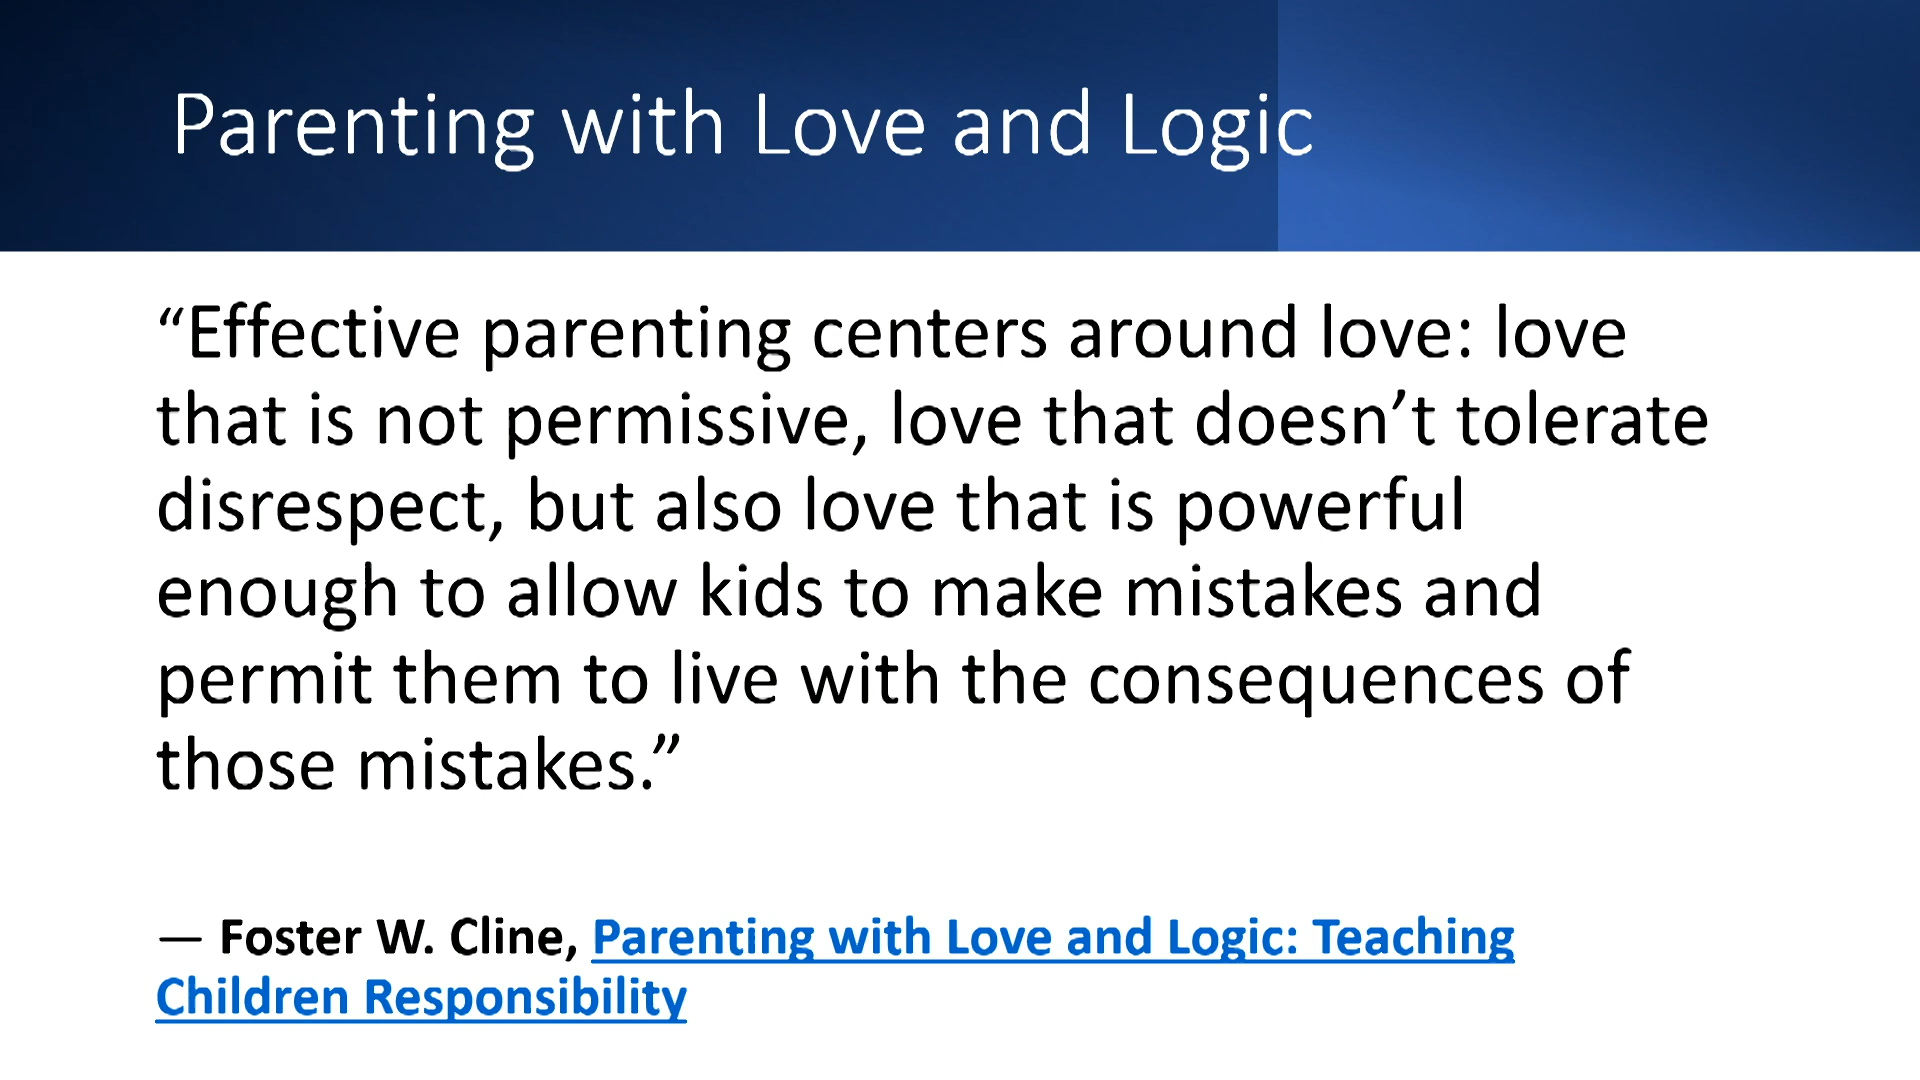 Parenting with Love and Logic
“Effective parenting centers around love: love
that is not permissive, love that doesn’t tolerate
disrespect, but also love that is powerful
enough to allow kids to make mistakes and
permit them to live with the consequences of
those mistakes.”
— Foster W. Cline, Parenting with Love and Logic: Teaching
Children Responsibility